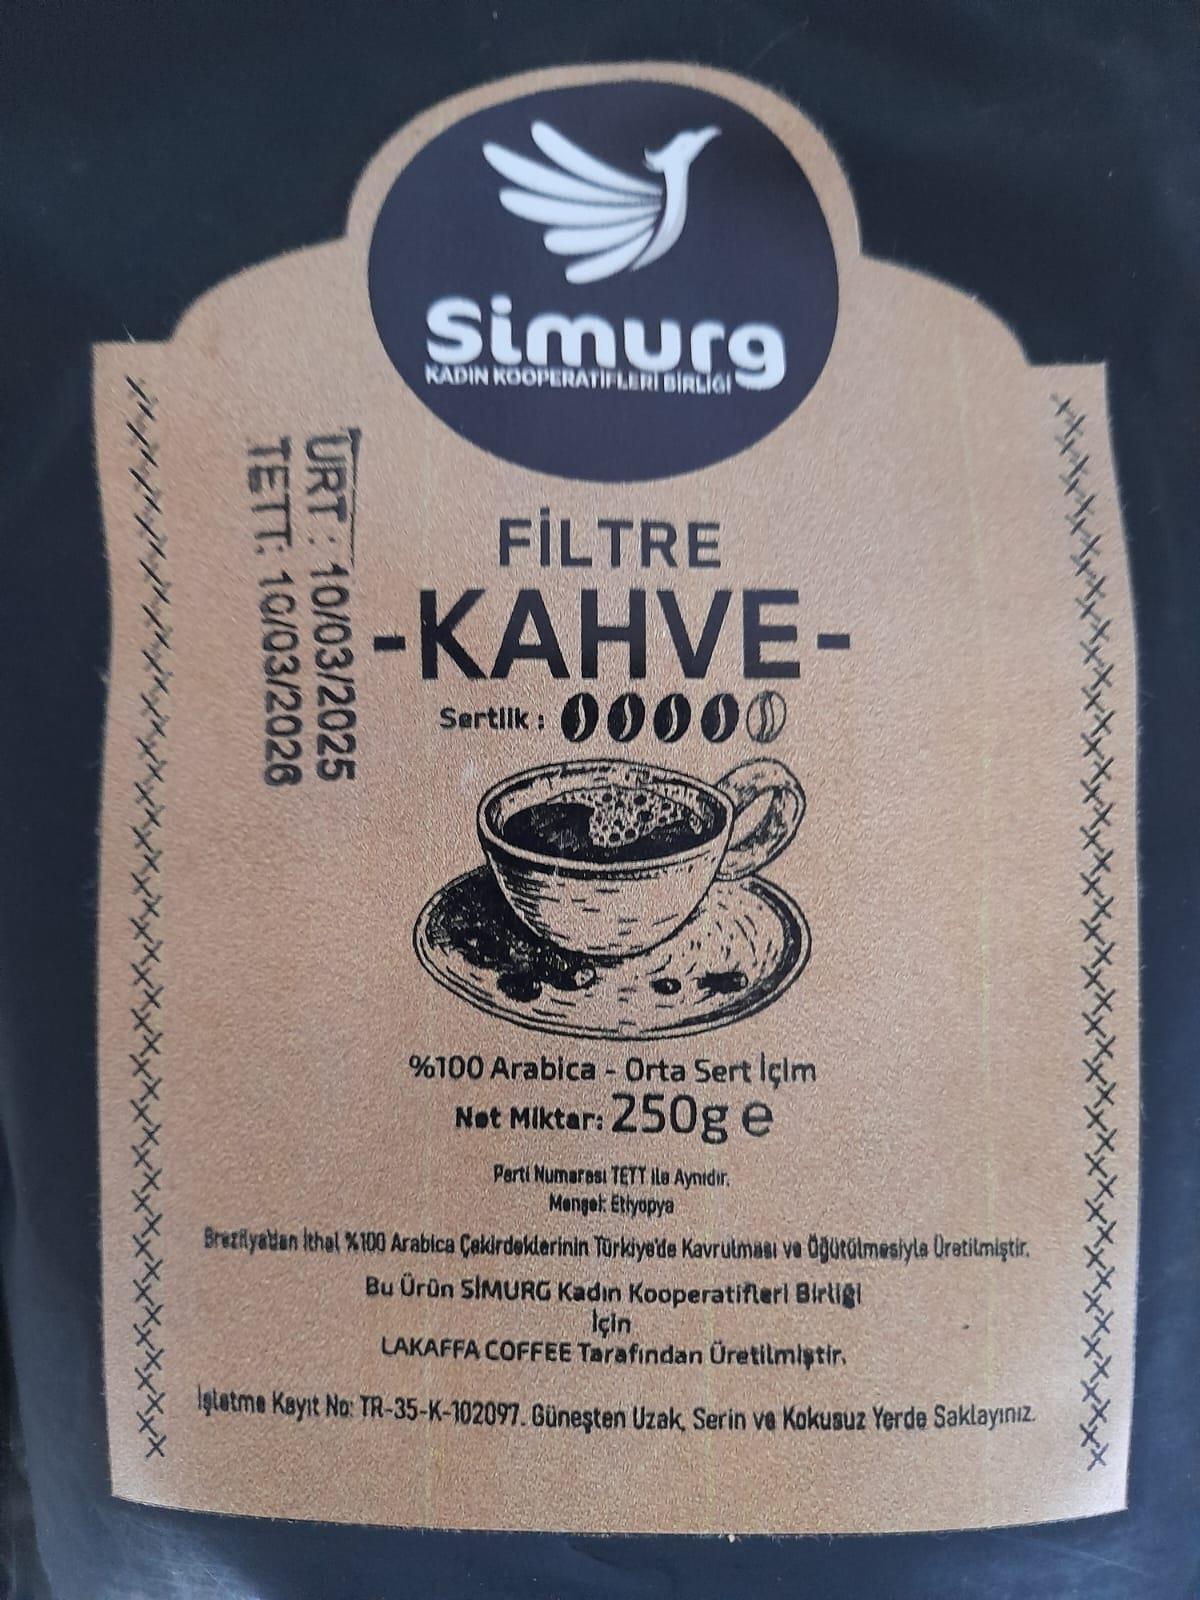 Simurg
KADIN KOOPERATİFLERİ BİRLİĞİ
ÜRT : 10/03/2025
TETT: 10/03/2026
FİLTRE
-KAHVE-
Sertlik :
%100 Arabica - Orta Sert İçim
Net Miktar: 250g e
Parti Numarası TETT ile Aynıdır.
Menşei: Etiyopya
Brezilya'dan İthal %100 Arabica Çekirdeklerinin Türkiye'de Kavrulması ve Öğütülmesiyle Üretilmiştir.
Bu Ürün SİMURG Kadın Kooperatifleri Birliği
İçin
LAKAFFA COFFEE Tarafından Üretilmiştir.
İşletme Kayıt No: TR-35-K-102097. Güneşten Uzak, Serin ve Kokusuz Yerde Saklayınız.